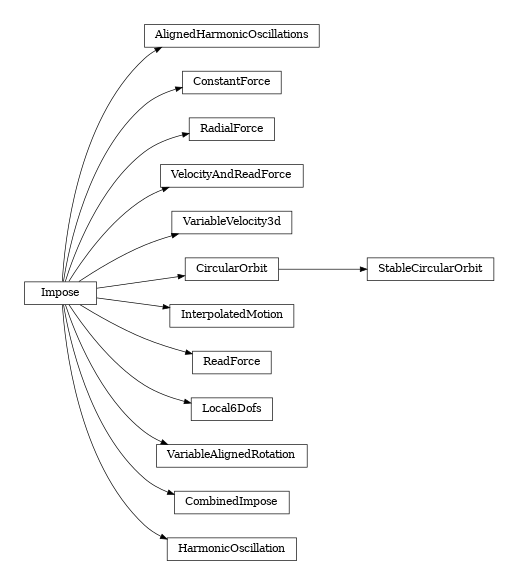 AlignedHarmonicOscillations
ConstantForce
RadialForce
VelocityAndReadForce
VariableVelocity3d
CircularOrbit
StableCircularOrbit
Impose
InterpolatedMotion
ReadForce
Local6Dofs
VariableAlignedRotation
CombinedImpose
HarmonicOscillation